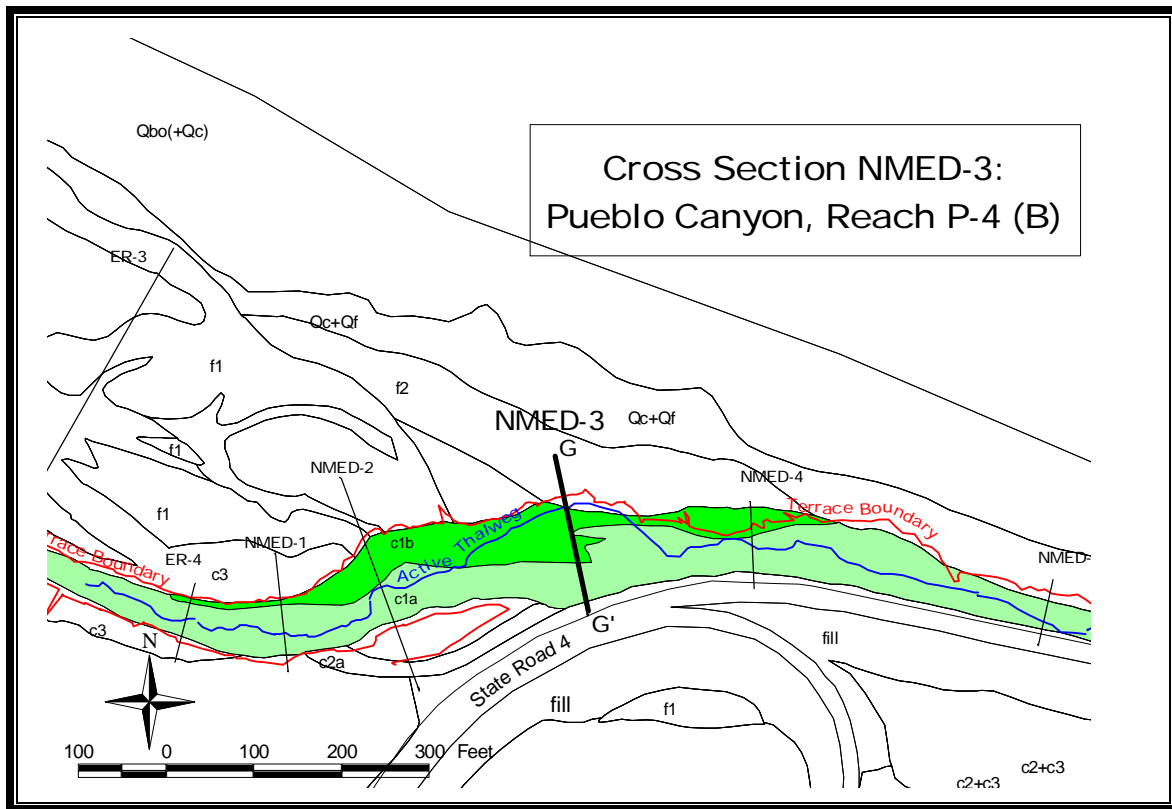 Qbo(+Qc)
Cross Section NMED-3:
Pueblo Canyon, Reach P-4 (B)
ER-3
Qc+Qf
f1
f2
NMED-3
Qc+Qf
G
f1
NMED-2
NMED-4
Terrace Boundary
f1
Active Thalweg
c1b
NMED-1
ER-4
rrace Boundary
c3
NMED-
c1a
G'
c3
N
c2a
State Road 4
fill
fill
f1
100 0 100 200 300 Feet
c2+c3
c2+c3